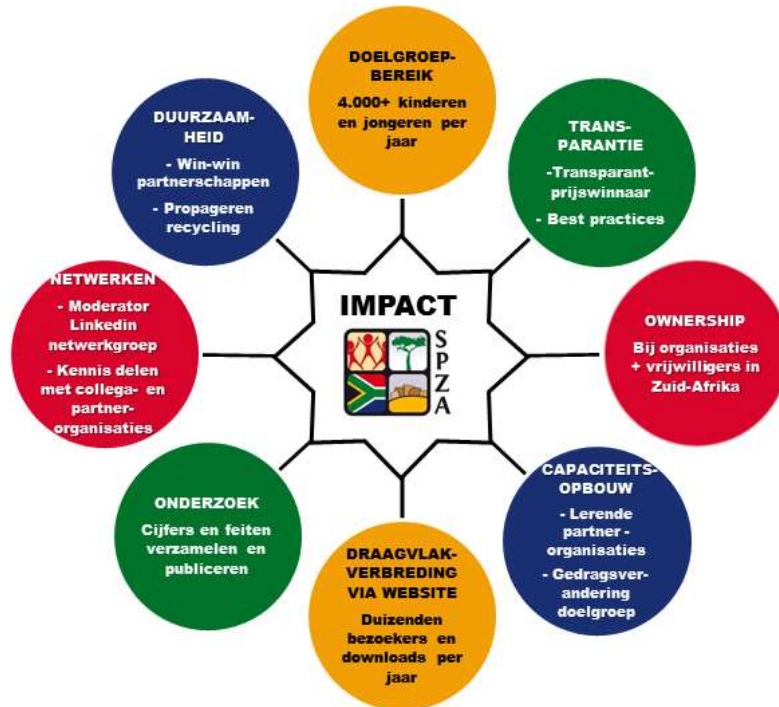 DOELGROEP-
BEREIK
4.000+ kinderen
en jongeren per
jaar
TRANS-
PARANTIE
-Transparant-
prijswinnaar
- Best practices
OWNERSHIP
Bij organisaties
+ vrijwilligers in
Zuid-Afrika
CAPACITEITS-
OPBOUW
- Lerende
partner -
organisaties
- Gedragsver-
andering
doelgroep
DRAAGVLAK-
VERBREDING
VIA WEBSITE
Duizenden
bezoekers en
downloads per
jaar
ONDERZOEK
Cijfers en feiten
verzamelen en
publiceren
NETWERKEN
- Moderator
Linkedin
netwerkgroep
- Kennis delen
met collega- en
partner-
organisaties
DUURZAAM-
HEID
- Win-win
partnerschappen
- Propageren
recycling
IMPACT
SPZA